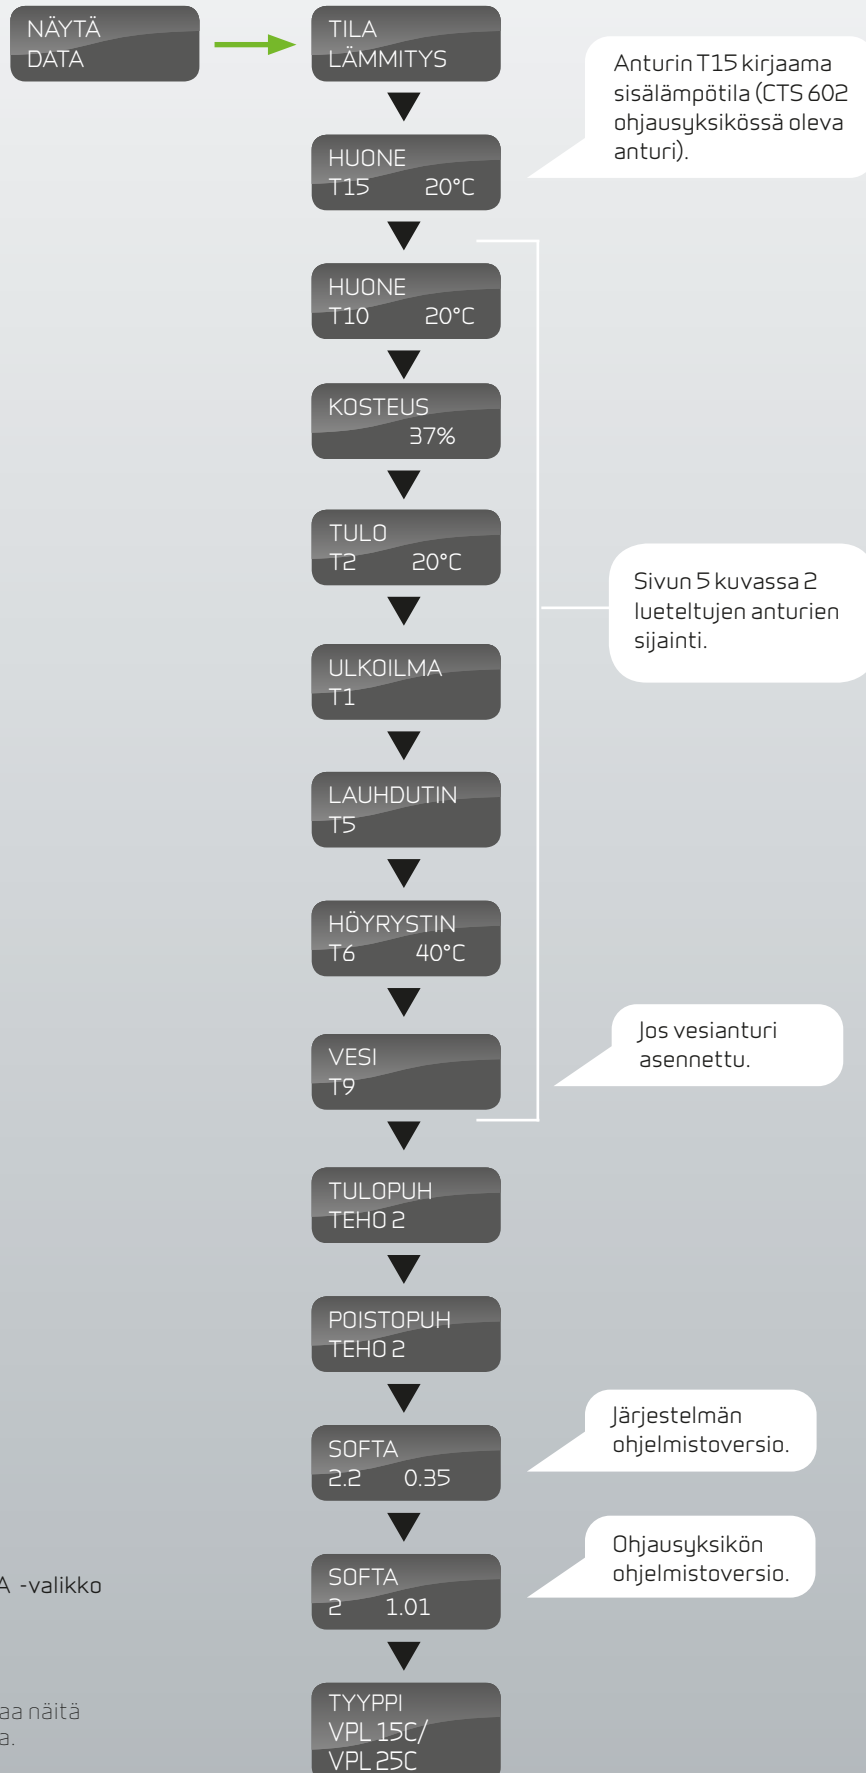 NÄYTÄ
DATA
TILA
LÄMMITYS
Anturin T15 kirjaama
sisälämpötila (CTS 602
ohjausyksikössä oleva
anturi).
HUONE
T15 20°C
HUONE
T10 20°C
KOSTEUS
37%
TULO
T2 20°C
Sivun 5 kuvassa 2
lueteltujen anturien
sijainti.
ULKOILMA
T1
LAUHDUTIN
T5
HÖYRYSTIN
T6 40°C
Jos vesianturi
asennettu.
VESI
T9
TULOPUH
TEHO 2
POISTOPUH
TEHO 2
Järjestelmän
ohjelmistoversio.
SOFTA
2.2 0.35
Ohjausyksikön
ohjelmistoversio.
SOFTA
2 1.01
A -valikko
aa näitä
a.
TYYPPI
VPL 15C/
VPL 25C